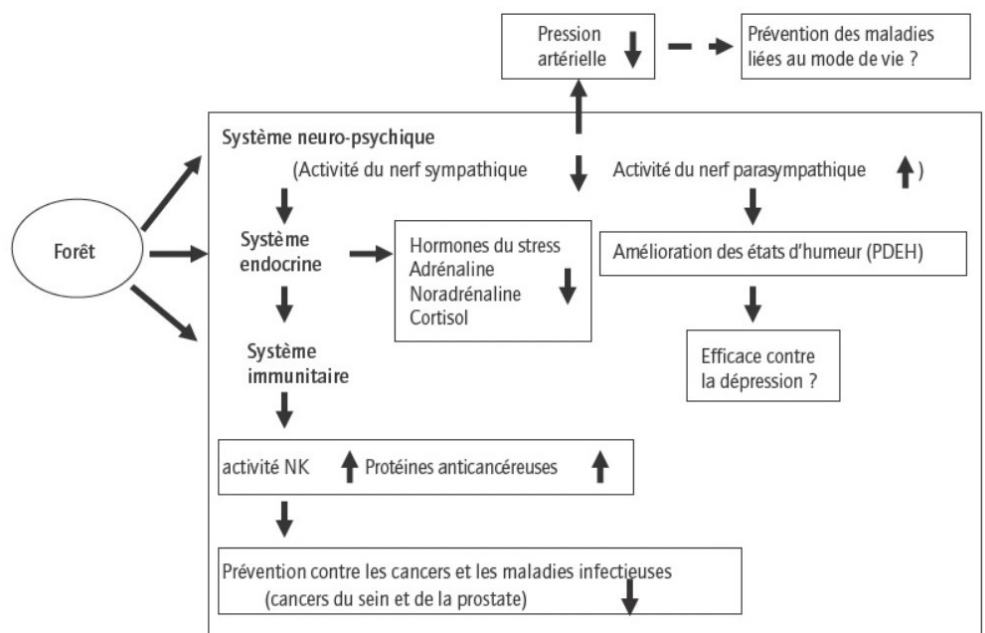 Pression
artérielle
Prévention des maladies
liées au mode de vie ?
Système neuro-psychique
(Activité du nerf sympathique
Activité du nerf parasympathique )
Forêt
Système
endocrine
Hormones du stress
Adrénaline
Noradrénaline
Cortisol
Amélioration des états d'humeur (PDEH)
Système
immunitaire
Efficace contre
la dépression ?
activité NK Protéines anticancéreuses
Prévention contre les cancers et les maladies infectieuses
(cancers du sein et de la prostate)